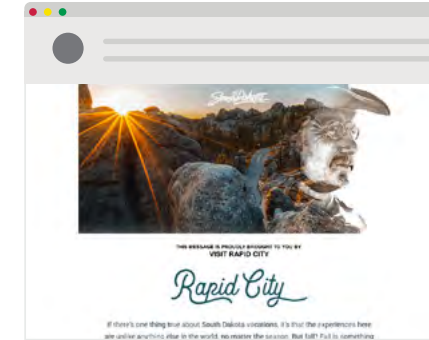 South Dakota
THIS MESSAGE IS PROUDLY BROUGHT TO YOU BY
VISIT RAPID CITY
Rapid City
If there's one thing true about South Dakota vacations, it's that the experiences here
are unlike anything else in the world, no matter the season. But fall? Fall is something